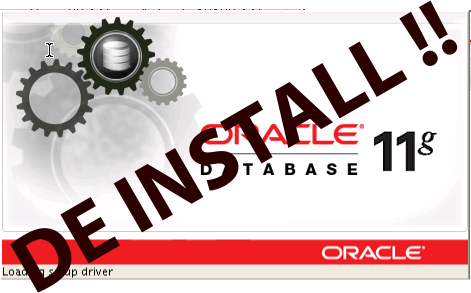 DE INSTALL !!
ORACLE®
DATABASE 11g
ORACLE®
Loading setup driver